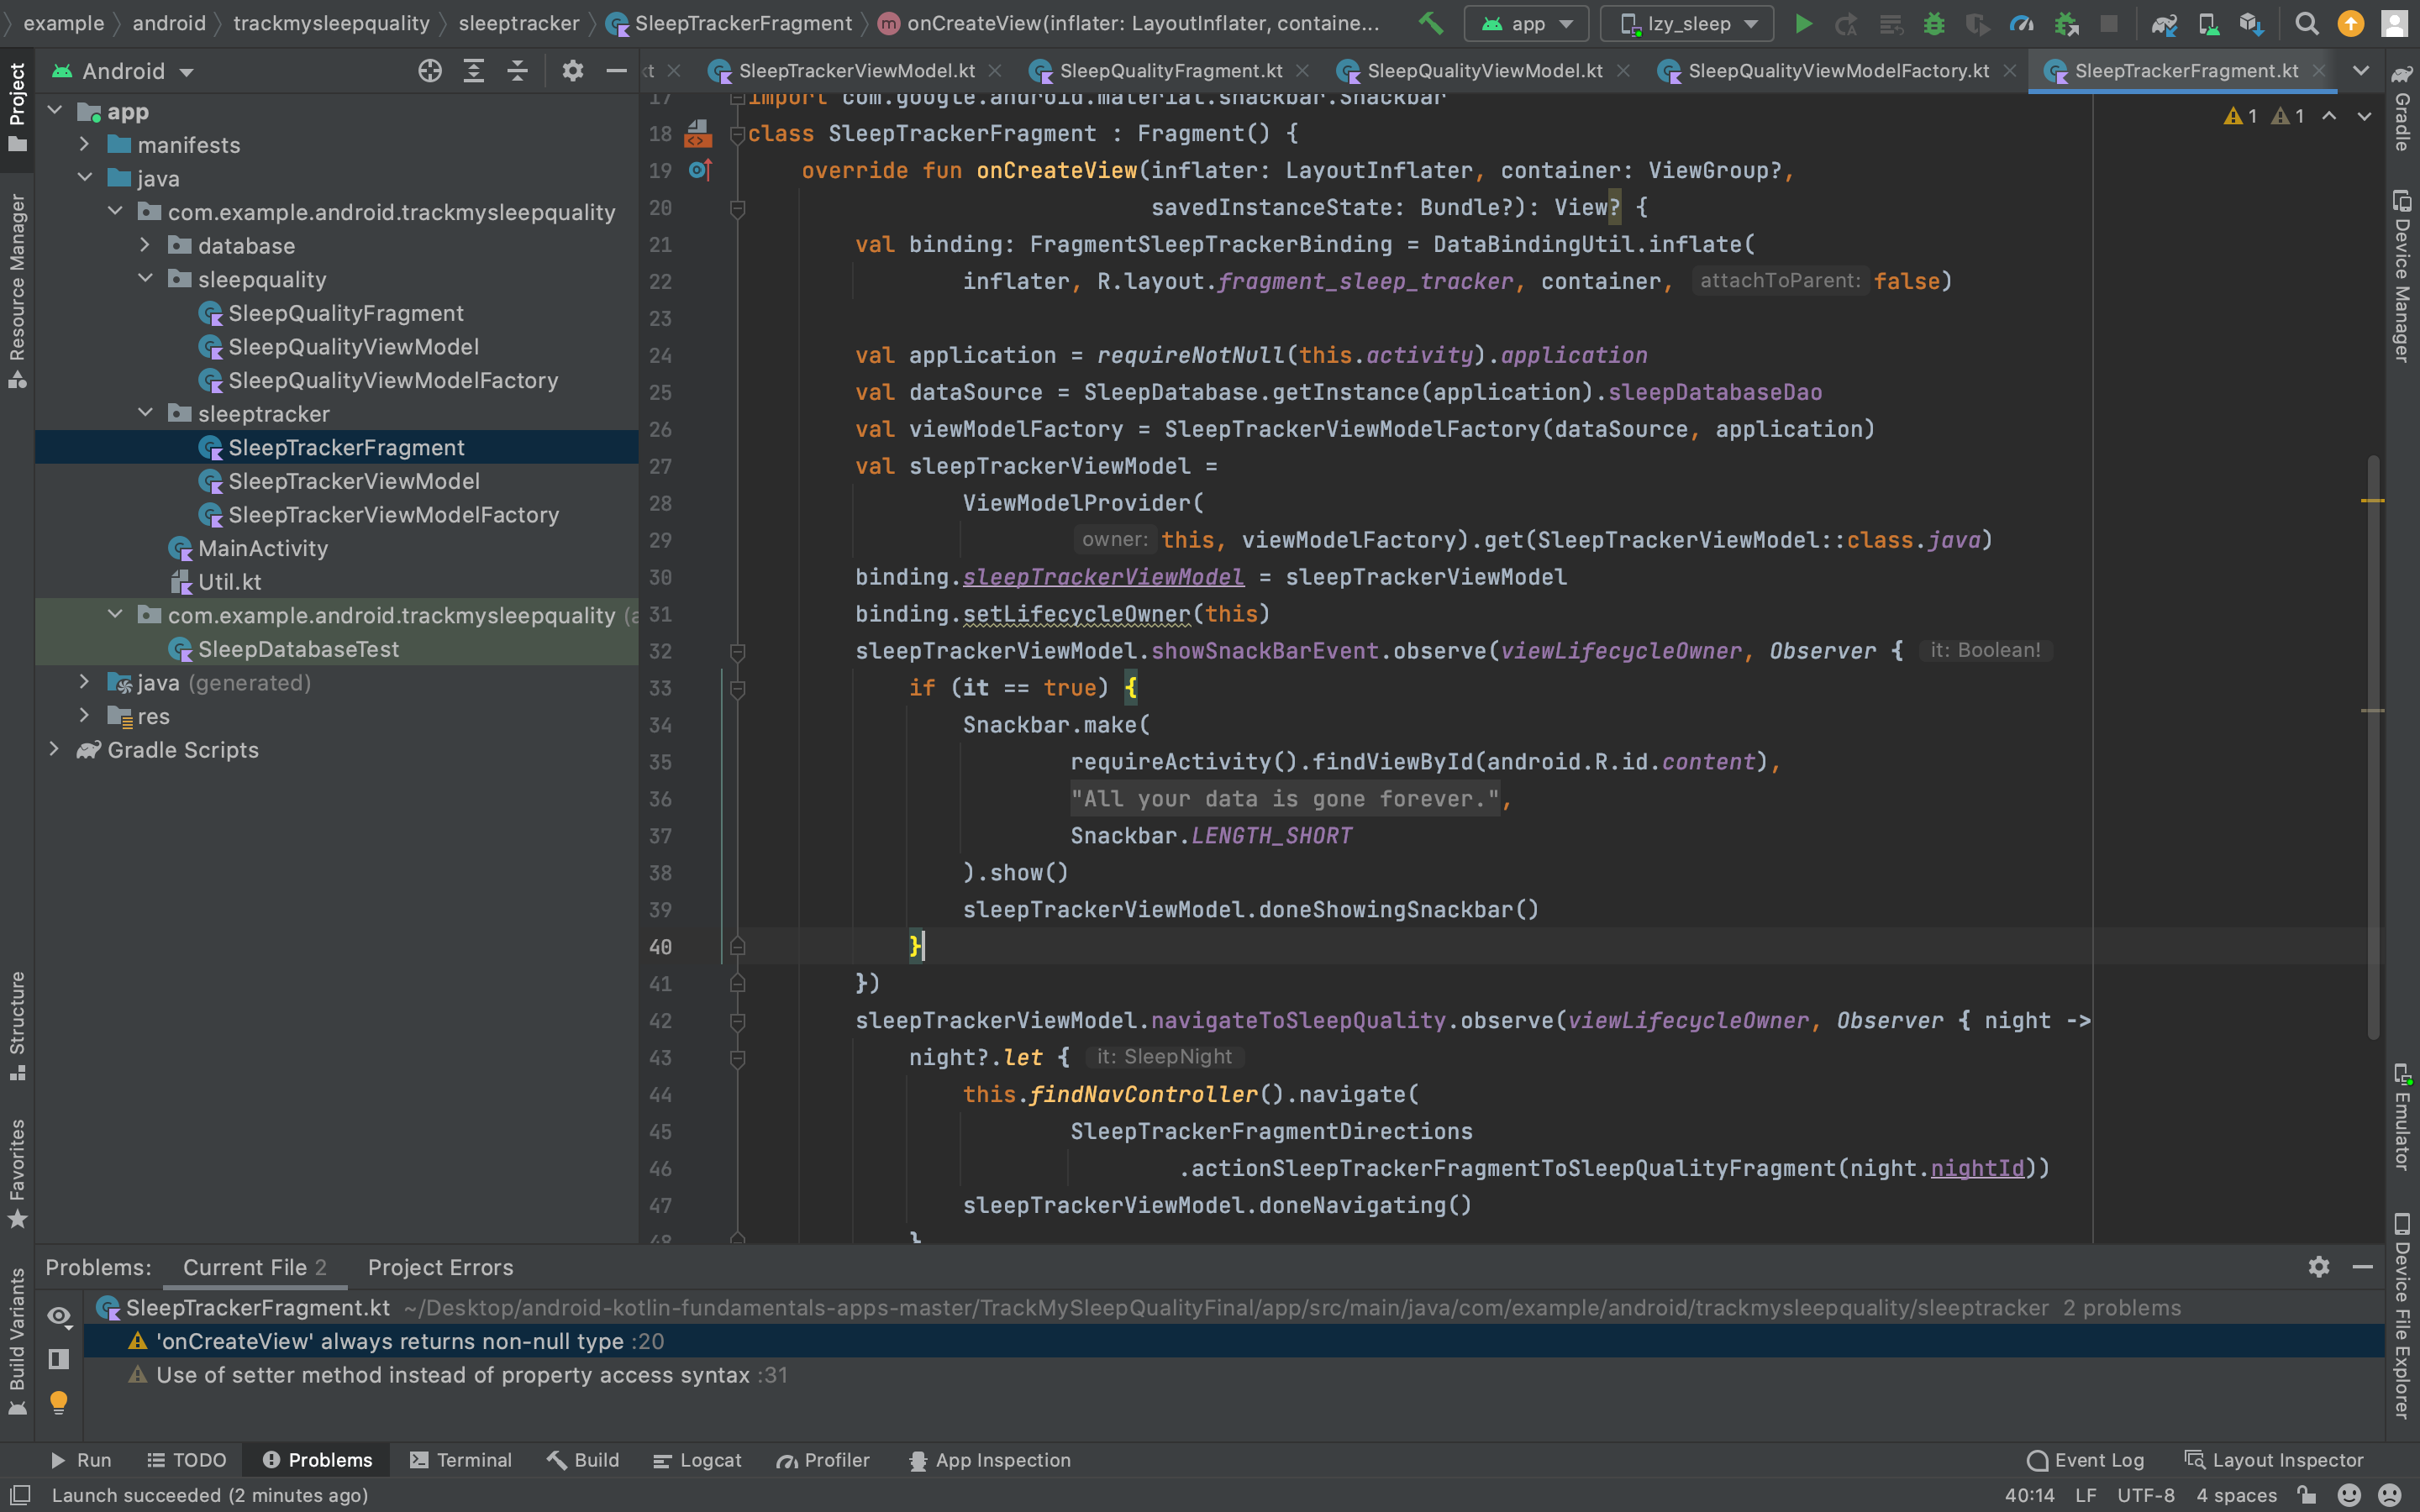 example android trackmysleepquality sleeptracker SleepTrackerFragment onCreateView(inflater: LayoutInflater, containe... app lzy_sleep
Android
kt SleepTrackerViewModel.kt SleepQualityFragment.kt SleepQualityViewModel.kt SleepQualityViewModelFactory.kt SleepTrackerFragment.kt
Project
Resource Manager
Structure
Favorites
Build Variants
app
manifests
java
com.example.android.trackmysleepquality
database
sleepquality
SleepQualityFragment
SleepQualityViewModel
SleepQualityViewModelFactory
sleeptracker
SleepTrackerFragment
SleepTrackerViewModel
SleepTrackerViewModelFactory
MainActivity
Util.kt
com.example.android.trackmysleepquality (a
SleepDatabaseTest
java (generated)
res
Gradle Scripts
1 1
17 import com.google.android.material.snackbar.Snackbar
18 class SleepTrackerFragment : Fragment() {
19 override fun onCreateView(inflater: LayoutInflater, container: ViewGroup?,
20 savedInstanceState: Bundle?): View? {
21 val binding: FragmentSleepTrackerBinding = DataBindingUtil.inflate(
22 inflater, R.layout.fragment_sleep_tracker, container, attachToParent: false)
23
24 val application = requireNotNull(this.activity).application
25 val dataSource = SleepDatabase.getInstance(application).sleepDatabaseDao
26 val viewModelFactory = SleepTrackerViewModelFactory(dataSource, application)
27 val sleepTrackerViewModel =
28 ViewModelProvider(
29 owner: this, viewModelFactory).get(SleepTrackerViewModel::class.java)
30 binding.sleepTrackerViewModel = sleepTrackerViewModel
31 binding.setLifecycleOwner(this)
32 sleepTrackerViewModel.showSnackBarEvent.observe(viewLifecycleOwner, Observer { it: Boolean!
33 if (it == true) {
34 Snackbar.make(
35 requireActivity().findViewById(android.R.id.content),
36 "All your data is gone forever.",
37 Snackbar.LENGTH_SHORT
38 ).show()
39 sleepTrackerViewModel.doneShowingSnackbar()
40 }
41 })
42 sleepTrackerViewModel.navigateToSleepQuality.observe(viewLifecycleOwner, Observer { night ->
43 night?.let { it: SleepNight
44 this.findNavController().navigate(
45 SleepTrackerFragmentDirections
46 .actionSleepTrackerFragmentToSleepQualityFragment(night.nightId))
47 sleepTrackerViewModel.doneNavigating()
48 }
Gradle
Device Manager
Emulator
Device File Explorer
Problems: Current File 2 Project Errors
SleepTrackerFragment.kt ~/Desktop/android-kotlin-fundamentals-apps-master/TrackMySleepQualityFinal/app/src/main/java/com/example/android/trackmysleepquality/sleeptracker 2 problems
'onCreateView' always returns non-null type :20
Use of setter method instead of property access syntax :31
Run TODO Problems Terminal Build Logcat Profiler App Inspection Event Log Layout Inspector
Launch succeeded (2 minutes ago) 40:14 LF UTF-8 4 spaces